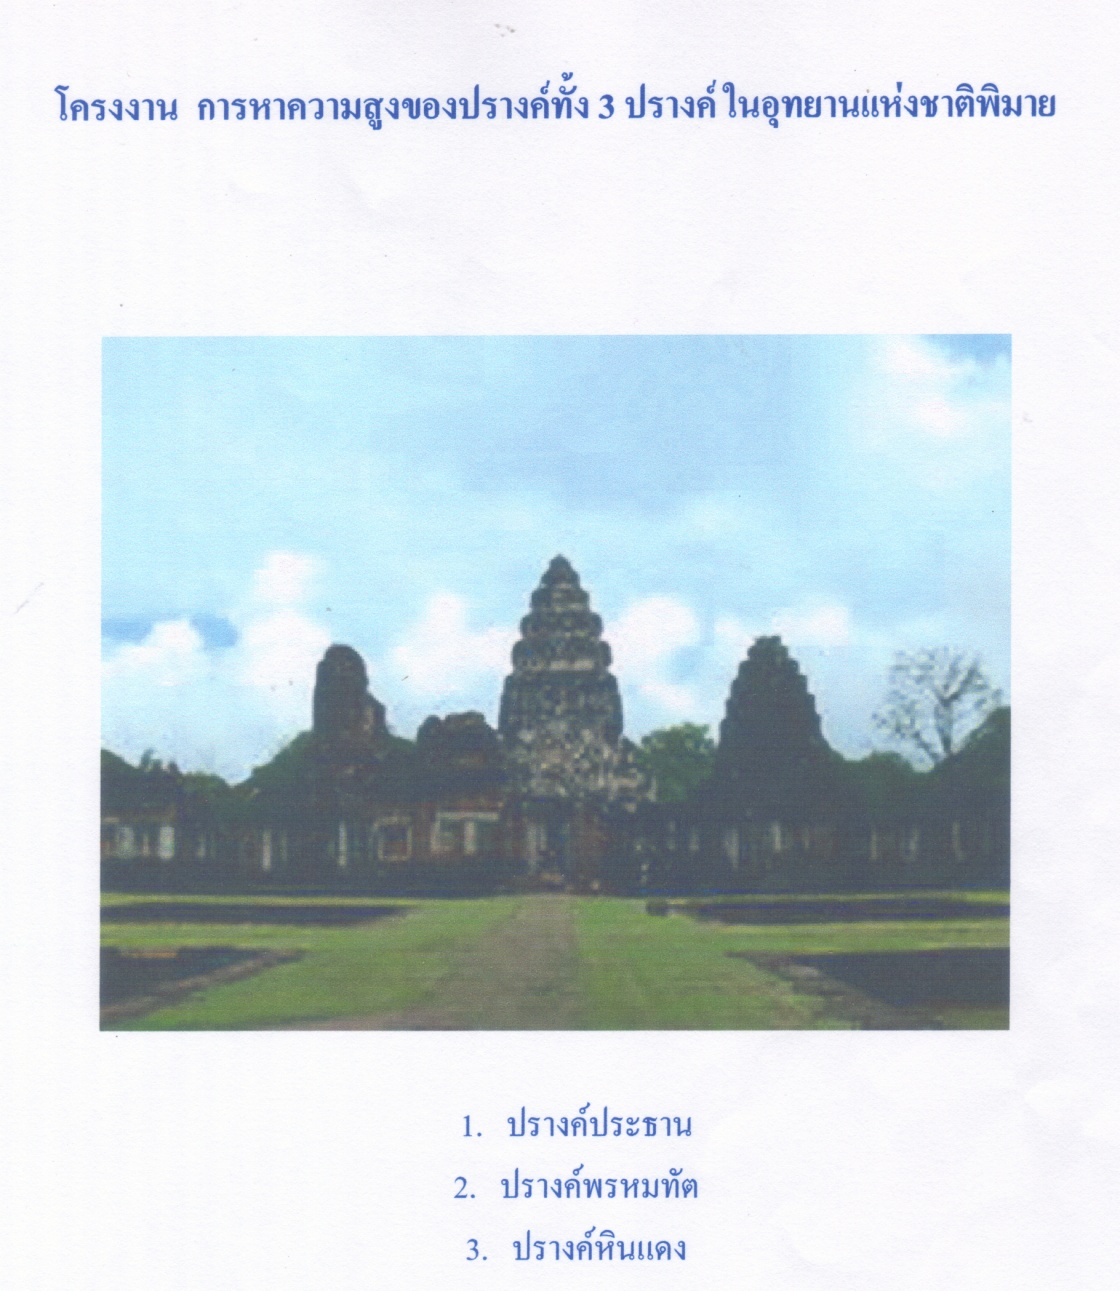 โครงงาน การหาความสูงของปรางค์ทั้ง 3 ปรางค์ ในอุทยานแห่งชาติพิมาย
1. ปรางค์ประธาน
2. ปรางค์พรหมทัต
3. ปรางค์หินแดง